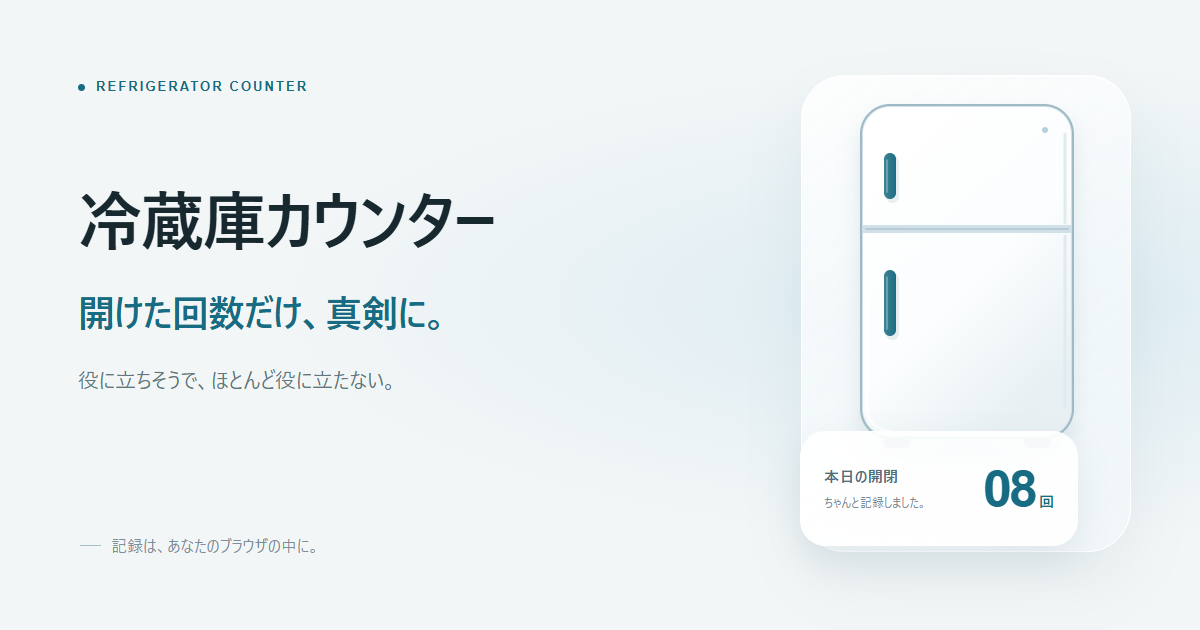 REFRIGERATOR COUNTER
冷蔵庫カウンター
開けた回数だけ、真剣に。
役に立ちそうで、ほとんど役に立たない。
本日の開閉
ちゃんと記録しました。
08回
記録は、あなたのブラウザの中に。